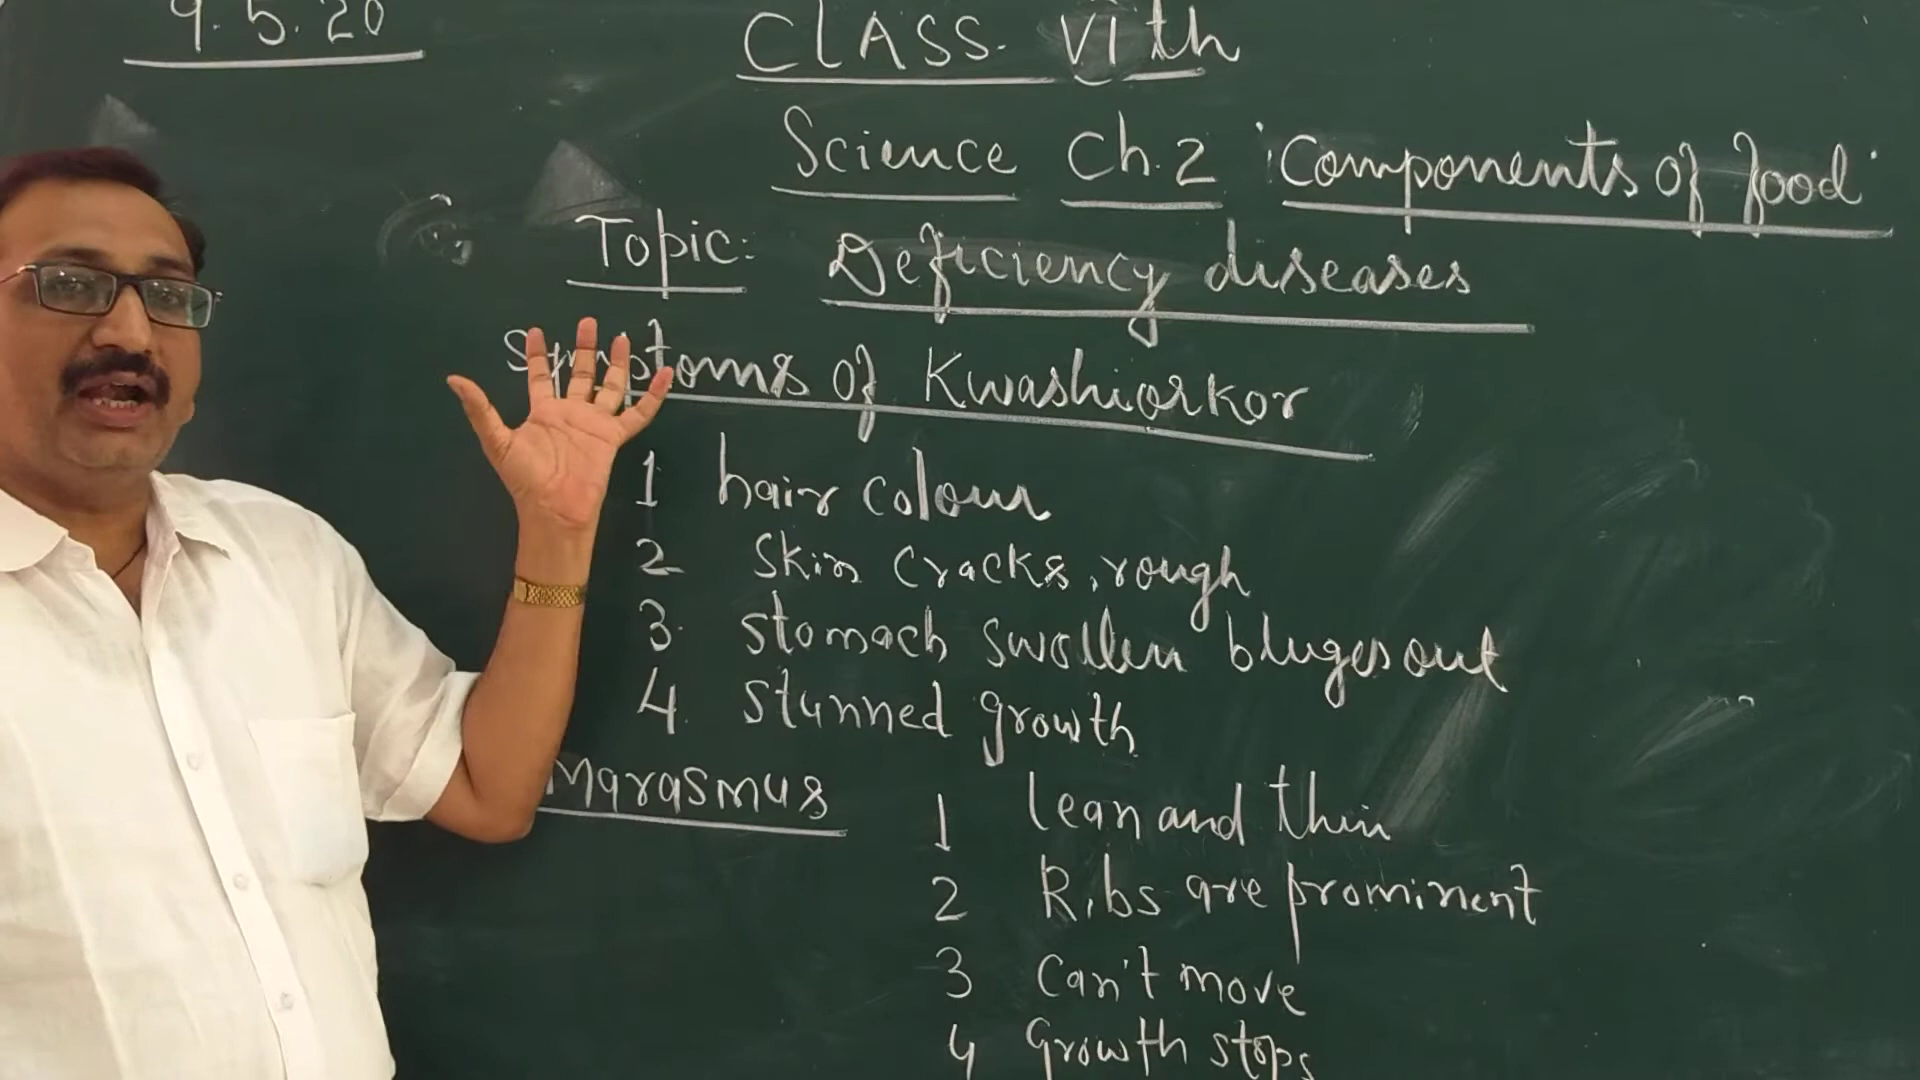 9.5.20
CLASS. VIth
Science Ch.2 'Components of food'
Topic: Deficiency diseases
Symptoms of Kwashiorkor
1 hair colour
2 Skin cracks, rough
3. Stomach swollen bluges out
4. Stunned growth
Marasmus
1 lean and thin
2 Ribs are prominent
3 Can't move
4 Growth stops